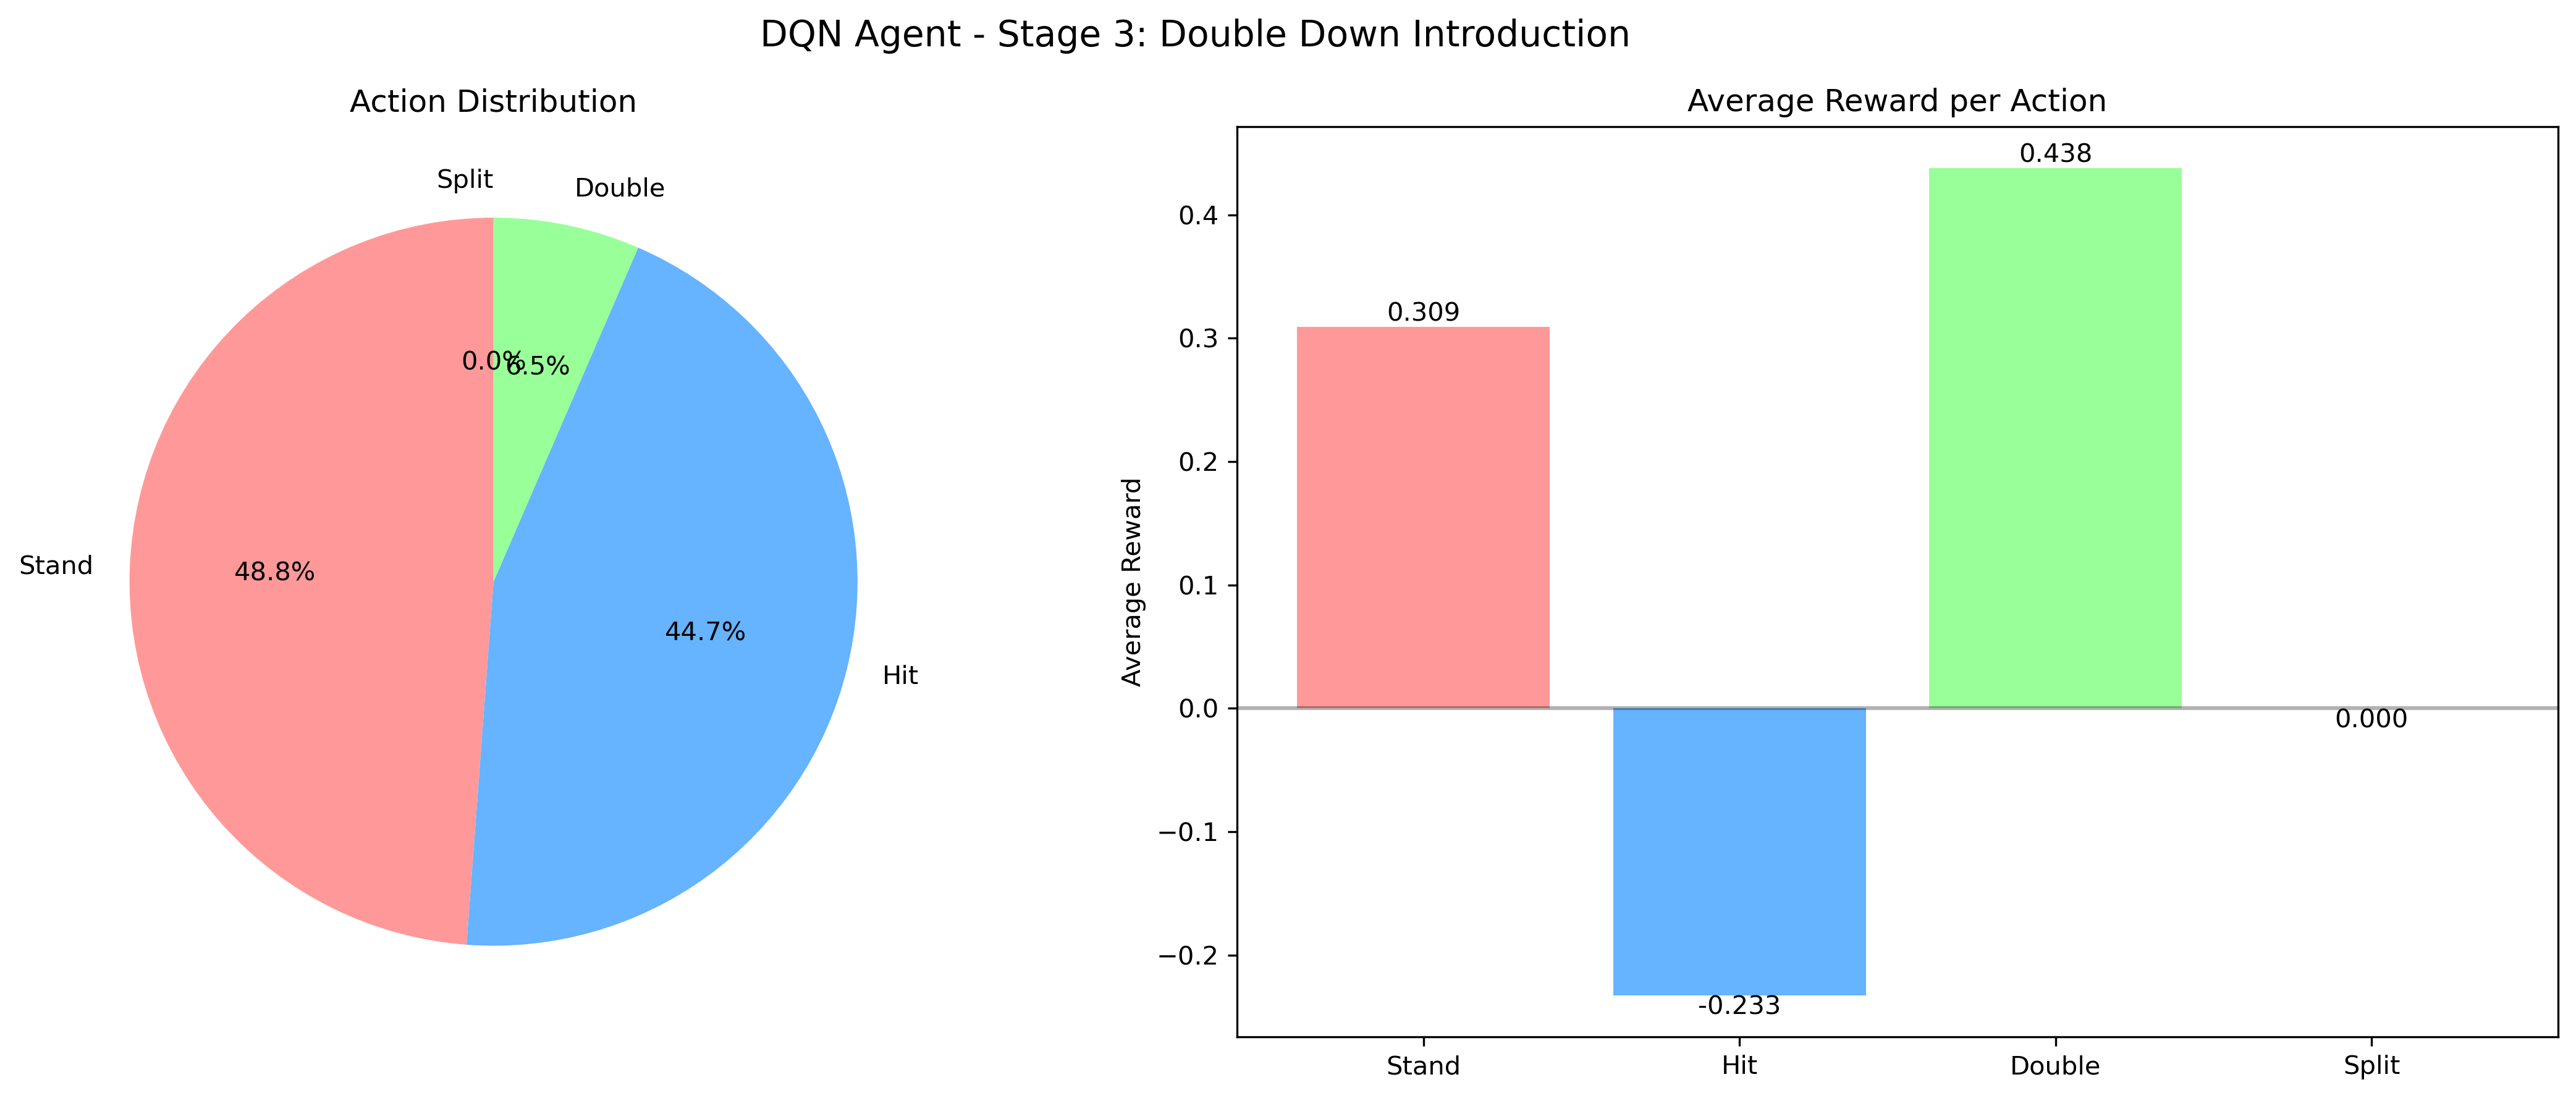 DQN Agent - Stage 3: Double Down Introduction
Action Distribution
Split
Double
0.0%
6.5%
Stand
48.8%
44.7%
Hit
Average Reward per Action
Average Reward
0.4
0.3
0.2
0.1
0.0
−0.1
−0.2
0.438
0.309
0.000
-0.233
Stand
Hit
Double
Split